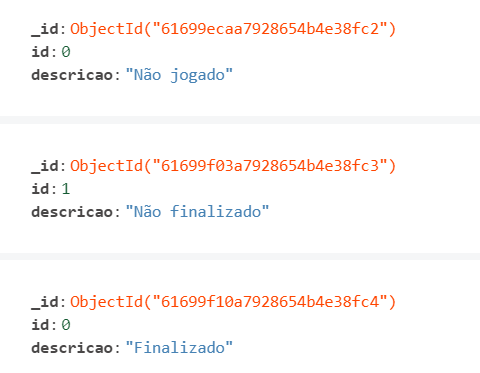 _id: ObjectId("61699ecaa7928654b4e38fc2")
id: 0
descricao: "Não jogado"
_id: ObjectId("61699f03a7928654b4e38fc3")
id: 1
descricao: "Não finalizado"
_id: ObjectId("61699f10a7928654b4e38fc4")
id: 0
descricao: "Finalizado"